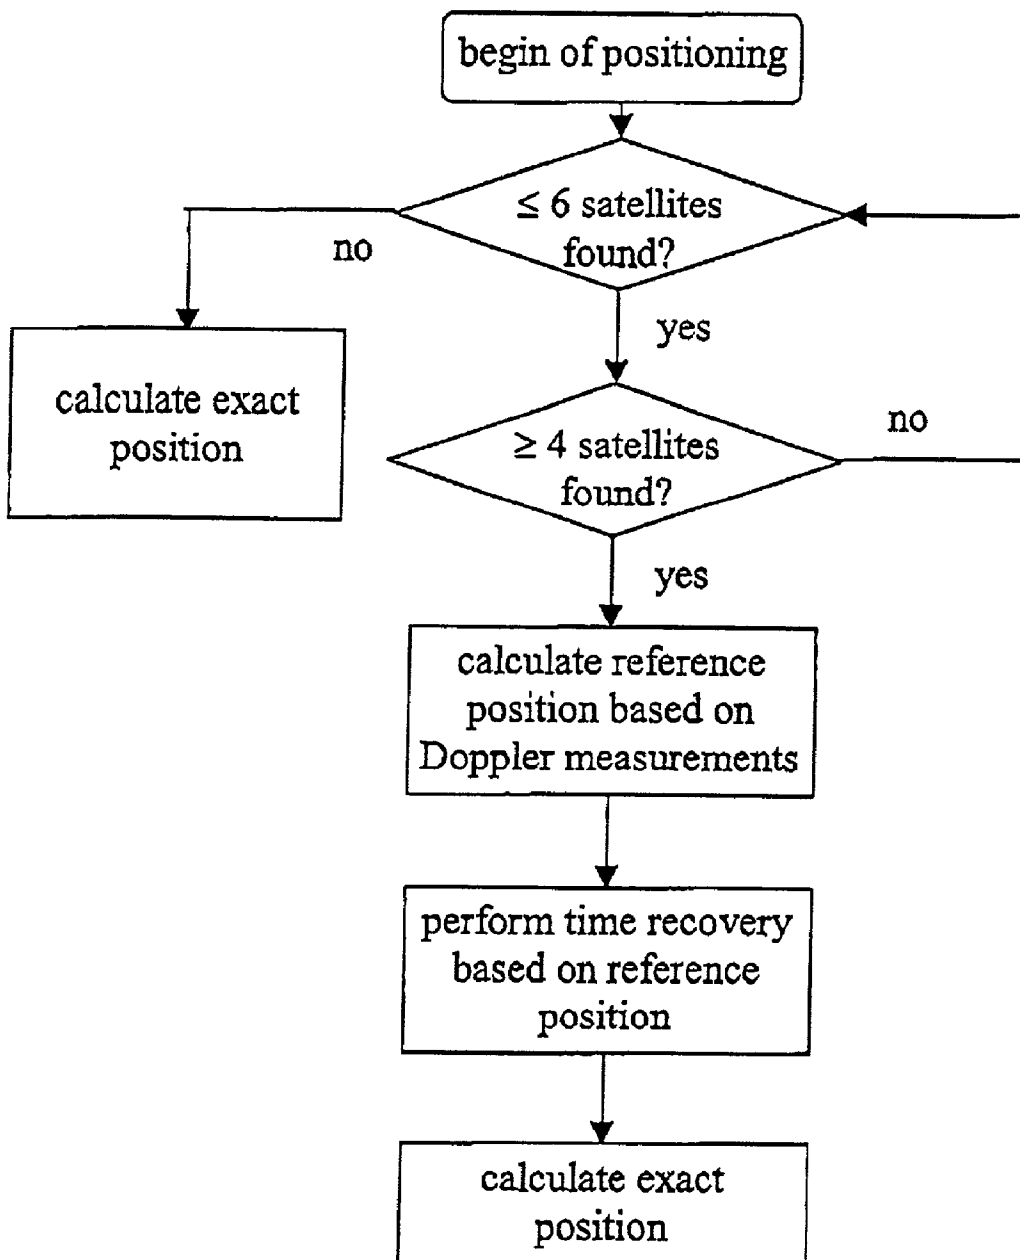 begin of positioning
≤ 6 satellites
found?
no
yes
calculate exact
position
≥ 4 satellites
found?
no
yes
calculate reference
position based on
Doppler measurements
perform time recovery
based on reference
position
calculate exact
position